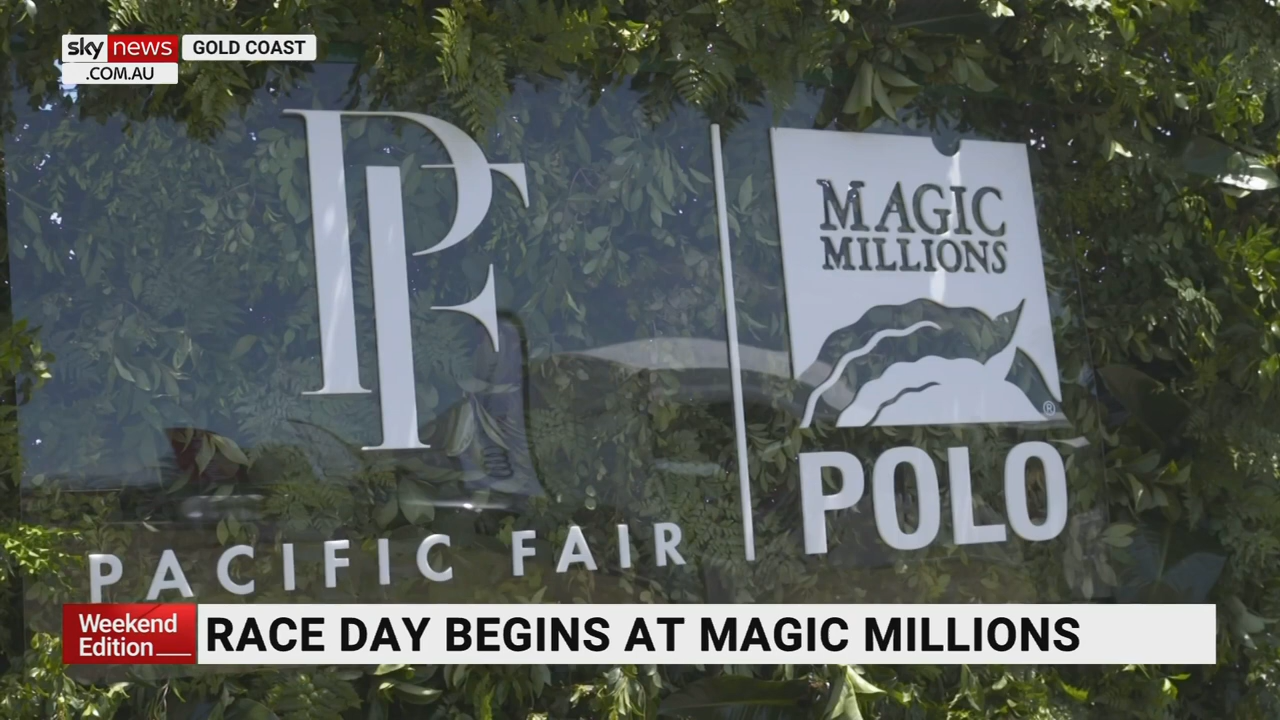 sky news
GOLD COAST
.COM.AU
PF
PACIFIC FAIR
MAGIC
MILLIONS
®
POLO
Weekend
Edition
RACE DAY BEGINS AT MAGIC MILLIONS